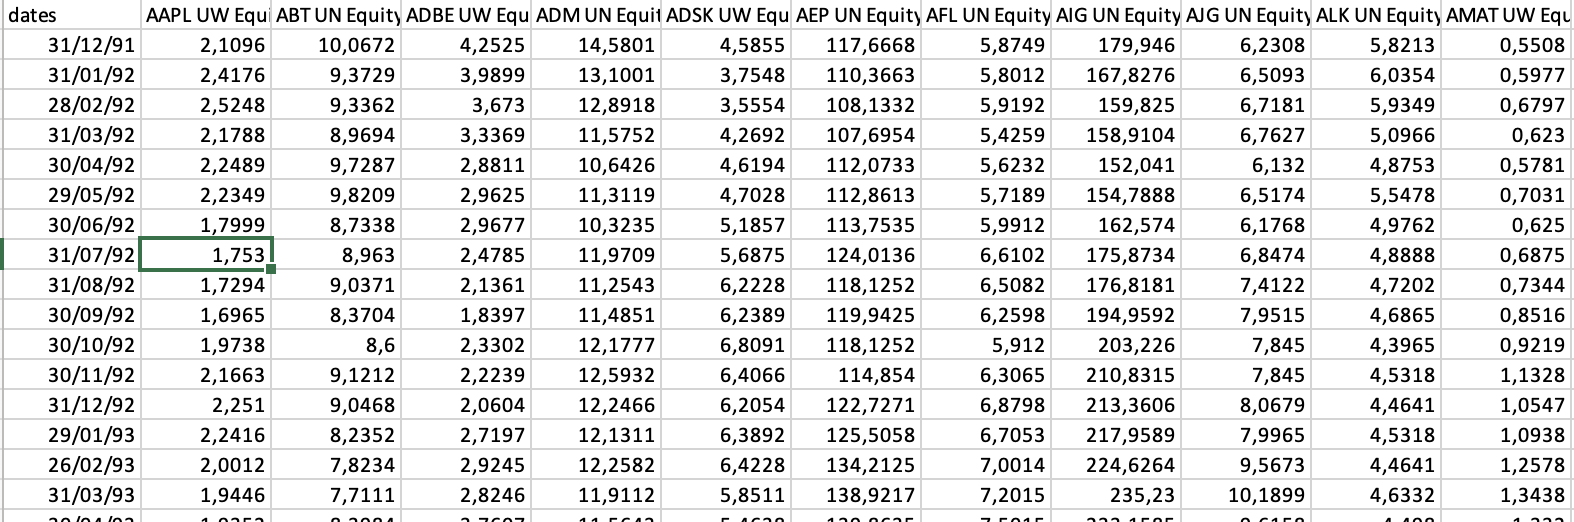 dates AAPL UW Equi ABT UN Equity ADBE UW Equ ADM UN Equit ADSK UW Equ AEP UN Equity AFL UN Equity AIG UN Equity AJG UN Equity ALK UN Equity AMAT UW Equ
31/12/91 2,1096 10,0672 4,2525 14,5801 4,5855 117,6668 5,8749 179,946 6,2308 5,8213 0,5508
31/01/92 2,4176 9,3729 3,9899 13,1001 3,7548 110,3663 5,8012 167,8276 6,5093 6,0354 0,5977
28/02/92 2,5248 9,3362 3,673 12,8918 3,5554 108,1332 5,9192 159,825 6,7181 5,9349 0,6797
31/03/92 2,1788 8,9694 3,3369 11,5752 4,2692 107,6954 5,4259 158,9104 6,7627 5,0966 0,623
30/04/92 2,2489 9,7287 2,8811 10,6426 4,6194 112,0733 5,6232 152,041 6,132 4,8753 0,5781
29/05/92 2,2349 9,8209 2,9625 11,3119 4,7028 112,8613 5,7189 154,7888 6,5174 5,5478 0,7031
30/06/92 1,7999 8,7338 2,9677 10,3235 5,1857 113,7535 5,9912 162,574 6,1768 4,9762 0,625
31/07/92 1,753 8,963 2,4785 11,9709 5,6875 124,0136 6,6102 175,8734 6,8474 4,8888 0,6875
31/08/92 1,7294 9,0371 2,1361 11,2543 6,2228 118,1252 6,5082 176,8181 7,4122 4,7202 0,7344
30/09/92 1,6965 8,3704 1,8397 11,4851 6,2389 119,9425 6,2598 194,9592 7,9515 4,6865 0,8516
30/10/92 1,9738 8,6 2,3302 12,1777 6,8091 118,1252 5,912 203,226 7,845 4,3965 0,9219
30/11/92 2,1663 9,1212 2,2239 12,5932 6,4066 114,854 6,3065 210,8315 7,845 4,5318 1,1328
31/12/92 2,251 9,0468 2,0604 12,2466 6,2054 122,7271 6,8798 213,3606 8,0679 4,4641 1,0547
29/01/93 2,2416 8,2352 2,7197 12,1311 6,3892 125,5058 6,7053 217,9589 7,9965 4,5318 1,0938
26/02/93 2,0012 7,8234 2,9245 12,2582 6,4228 134,2125 7,0014 224,6264 9,5673 4,4641 1,2578
31/03/93 1,9446 7,7111 2,8246 11,9112 5,8511 138,9217 7,2015 235,23 10,1899 4,6332 1,3438